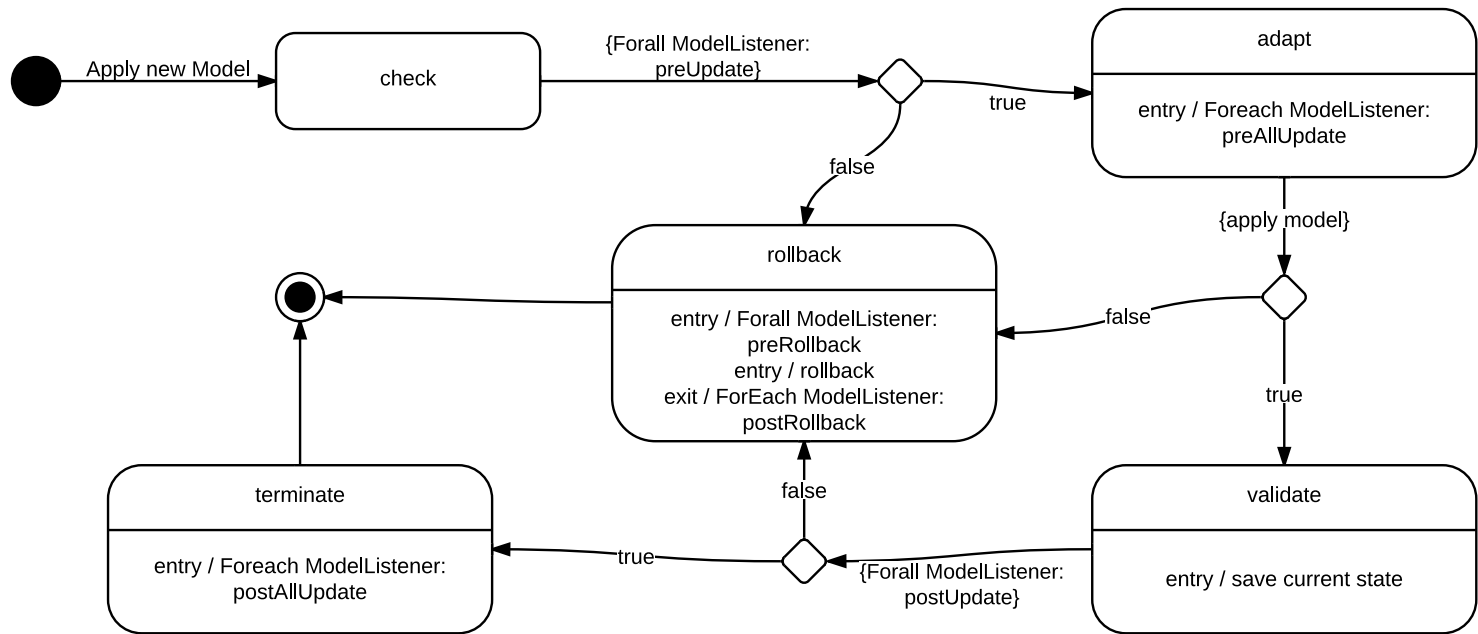 Apply new Model
check
{Forall ModelListener:
preUpdate}
true
false
adapt
entry / Foreach ModelListener:
preAllUpdate
{apply model}
false
true
rollback
entry / Forall ModelListener:
preRollback
entry / rollback
exit / ForEach ModelListener:
postRollback
validate
entry / save current state
{Forall ModelListener:
postUpdate}
false
true
terminate
entry / Foreach ModelListener:
postAllUpdate